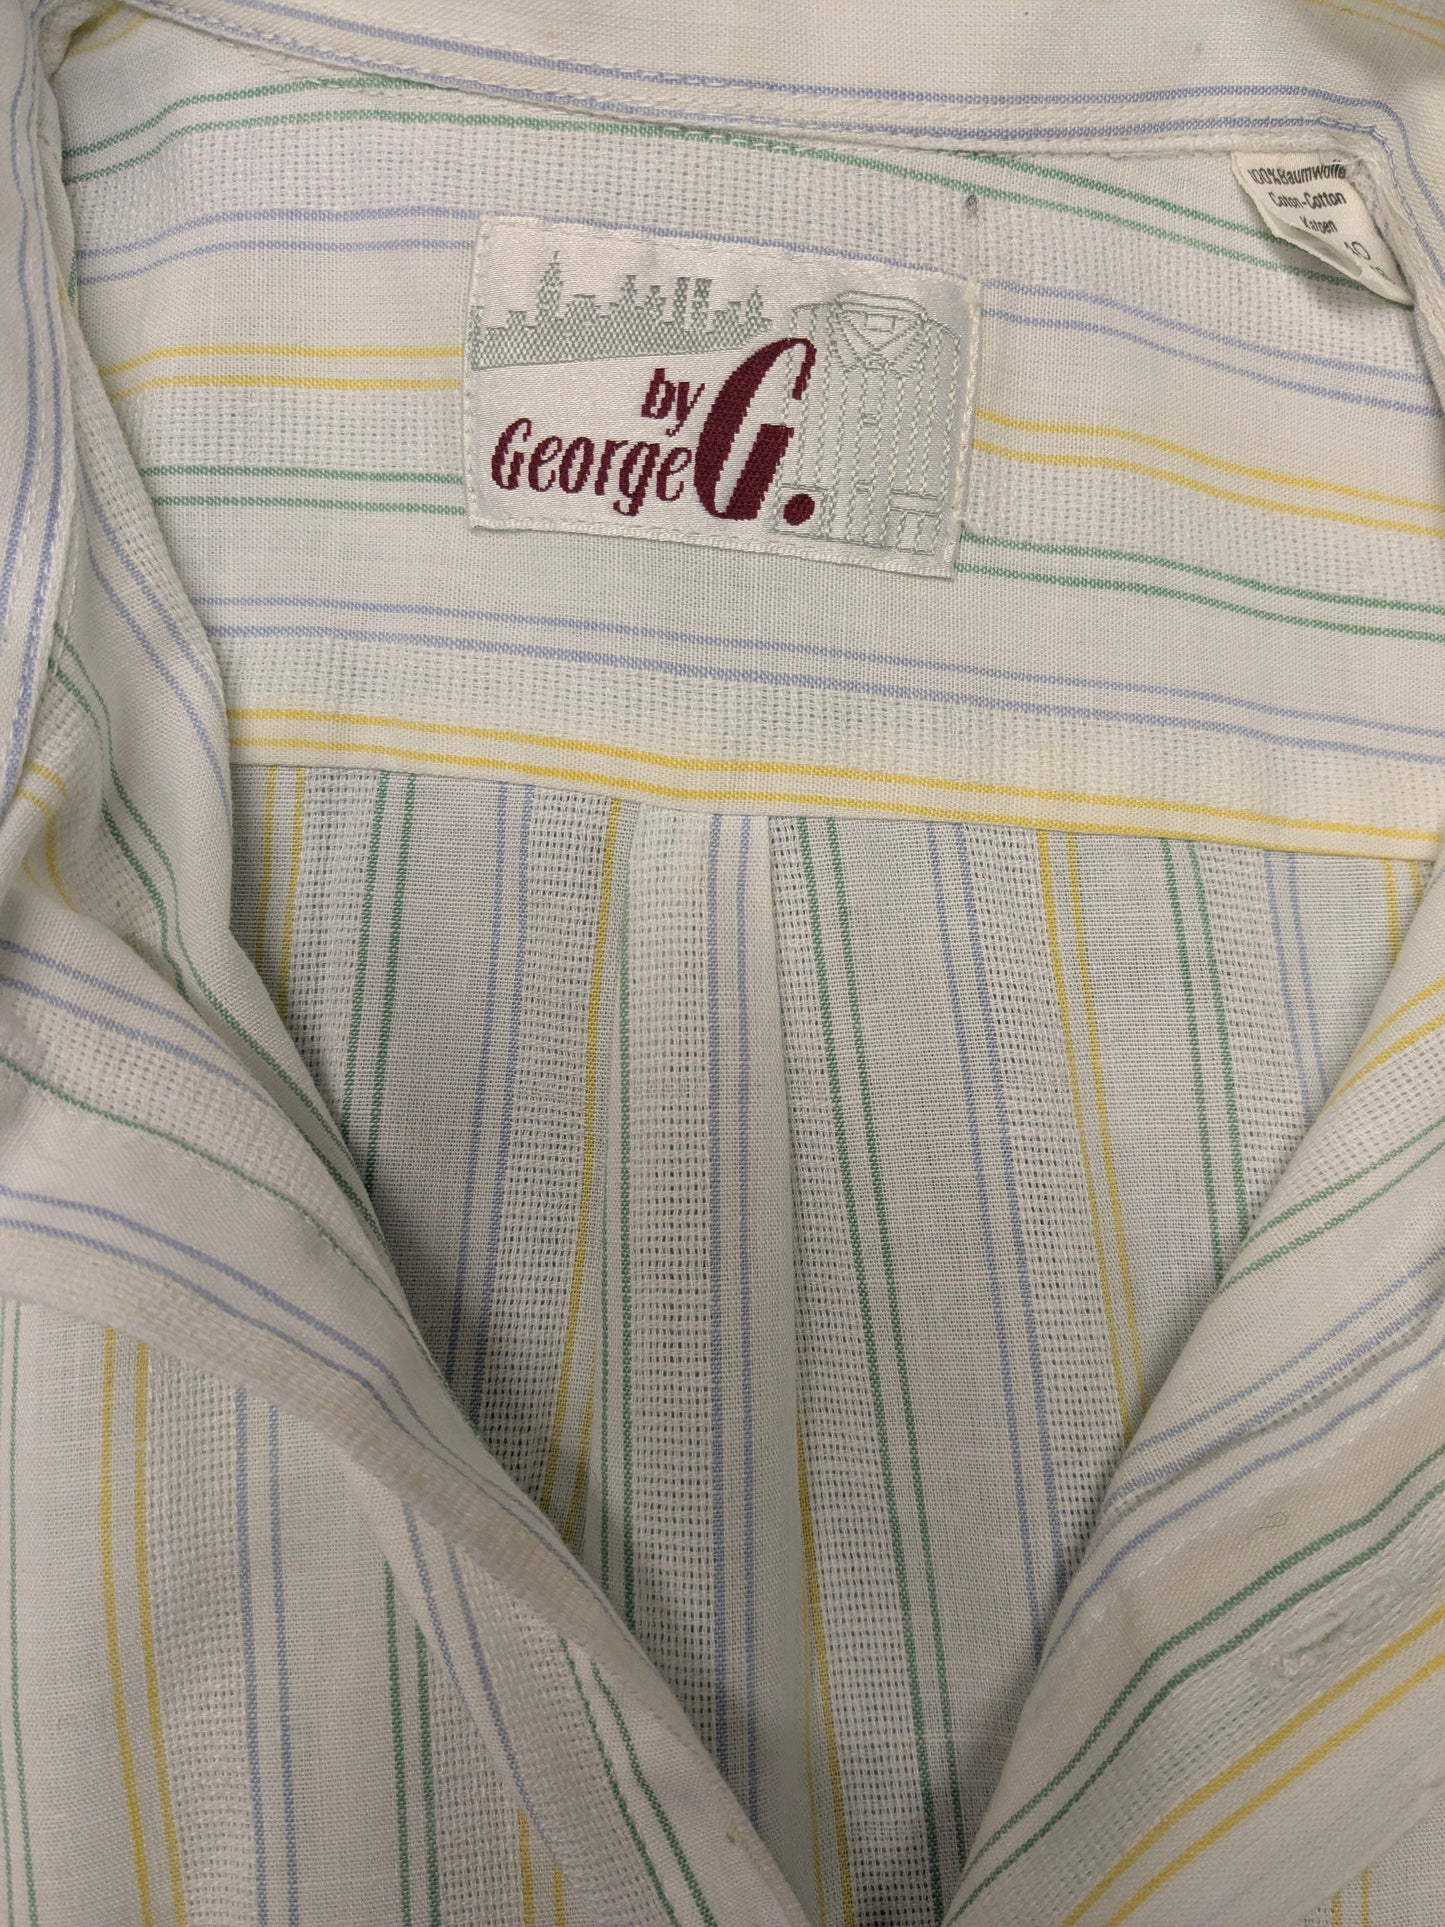 by
George G.
100% Baumwolle
Coton-Cotton
Katoen